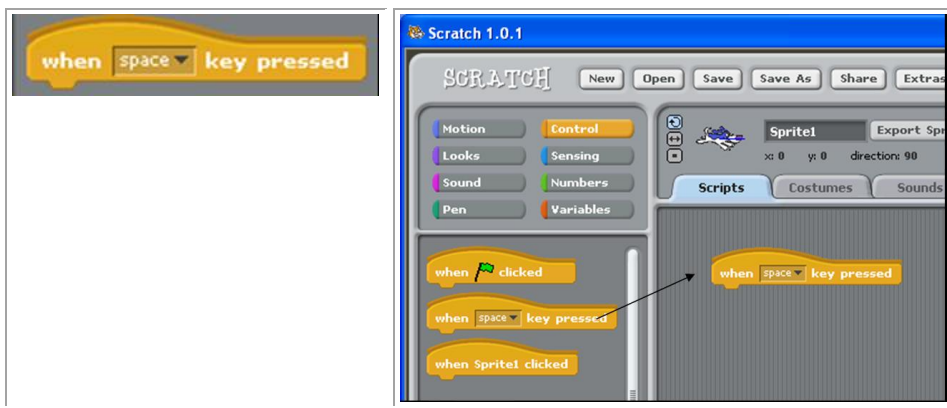 when space key pressed
Scratch 1.0.1
SCRATCH New Open Save Save As Share Extras
Motion Control
Looks Sensing
Sound Numbers
Pen Variables
Sprite1 Export Spr
x: 0 y: 0 direction: 90
Scripts Costumes Sounds
when clicked
when space key pressed
when Sprite1 clicked
when space key pressed